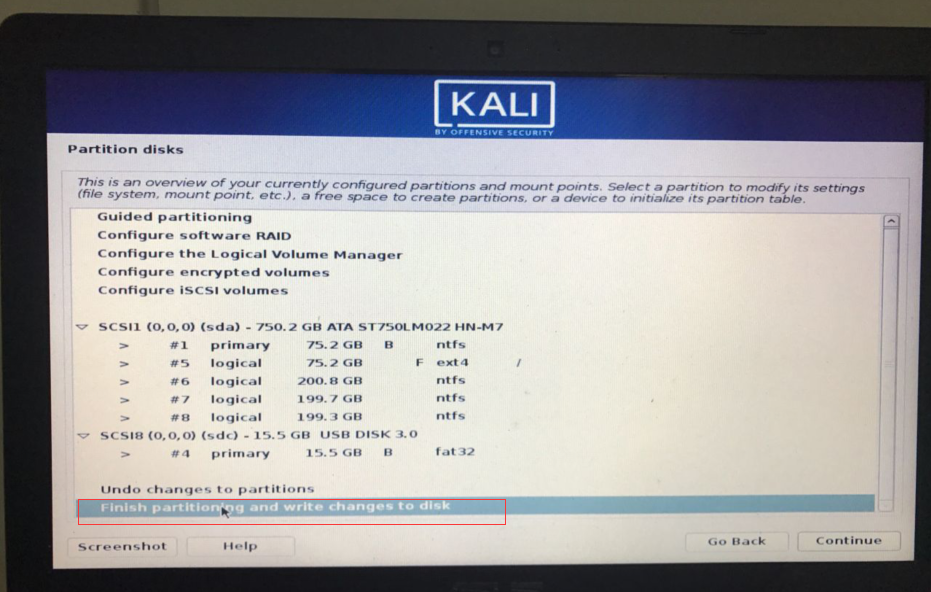 KALI
BY OFFENSIVE SECURITY
Partition disks
This is an overview of your currently configured partitions and mount points. Select a partition to modify its settings
(file system, mount point, etc.), a free space to create partitions, or a device to initialize its partition table.
Guided partitioning
Configure software RAID
Configure the Logical Volume Manager
Configure encrypted volumes
Configure iSCSI volumes
SCSI1 (0,0,0) (sda) - 750.2 GB ATA ST750LM022 HN-M7
> #1 primary 75.2 GB B ntfs
> #5 logical 75.2 GB F ext4 /
> #6 logical 200.8 GB ntfs
> #7 logical 199.7 GB ntfs
> #8 logical 199.3 GB ntfs
SCSI8 (0,0,0) (sdc) - 15.5 GB USB DISK 3.0
> #4 primary 15.5 GB B fat32
Undo changes to partitions
Finish partitioning and write changes to disk
Screenshot Help Go Back Continue